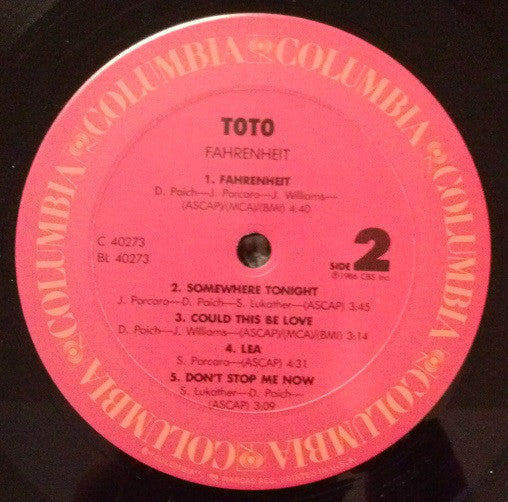 COLUMBIA COLUMBIA COLUMBIA COLUMBIA COLUMBIA COLUMBIA
TOTO
FAHRENHEIT
1. FAHRENHEIT
D. Paich—J. Porcaro—J. Williams—
(ASCAP)/(MCA)/(BMI) 4:40
C 40273
BL 40273
SIDE 2
℗1986 CBS Inc.
2. SOMEWHERE TONIGHT
J. Porcaro—D. Paich—S. Lukather—(ASCAP) 3:45
3. COULD THIS BE LOVE
D. Paich—J. Williams—(ASCAP)/(MCA)/(BMI) 3:14
4. LEA
S. Porcaro—(ASCAP) 4:31
5. DON'T STOP ME NOW
S. Lukather—D. Paich—
(ASCAP) 3:09